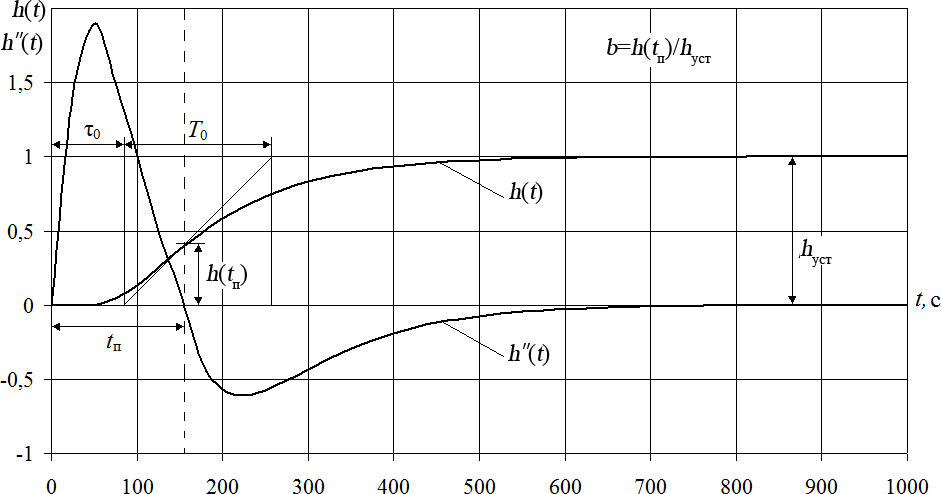 h(t)
h″(t)
b=h(tп)/hуст
1,5
τ0
T0
1
h(t)
0,5
h(tп)
hуст
0
t, с
tп
h″(t)
-0,5
-1
0 100 200 300 400 500 600 700 800 900 1000